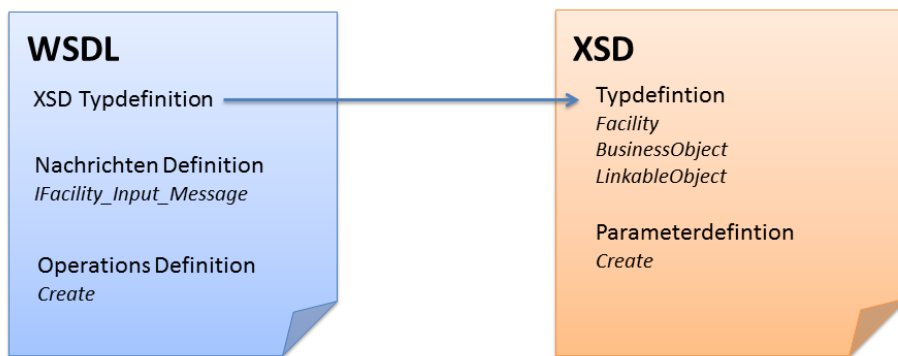 WSDL
XSD Typdefinition
Nachrichten Definition
IFacility_Input_Message
Operations Definition
Create
XSD
Typdefintion
Facility
BusinessObject
LinkableObject
Parameterdefintion
Create